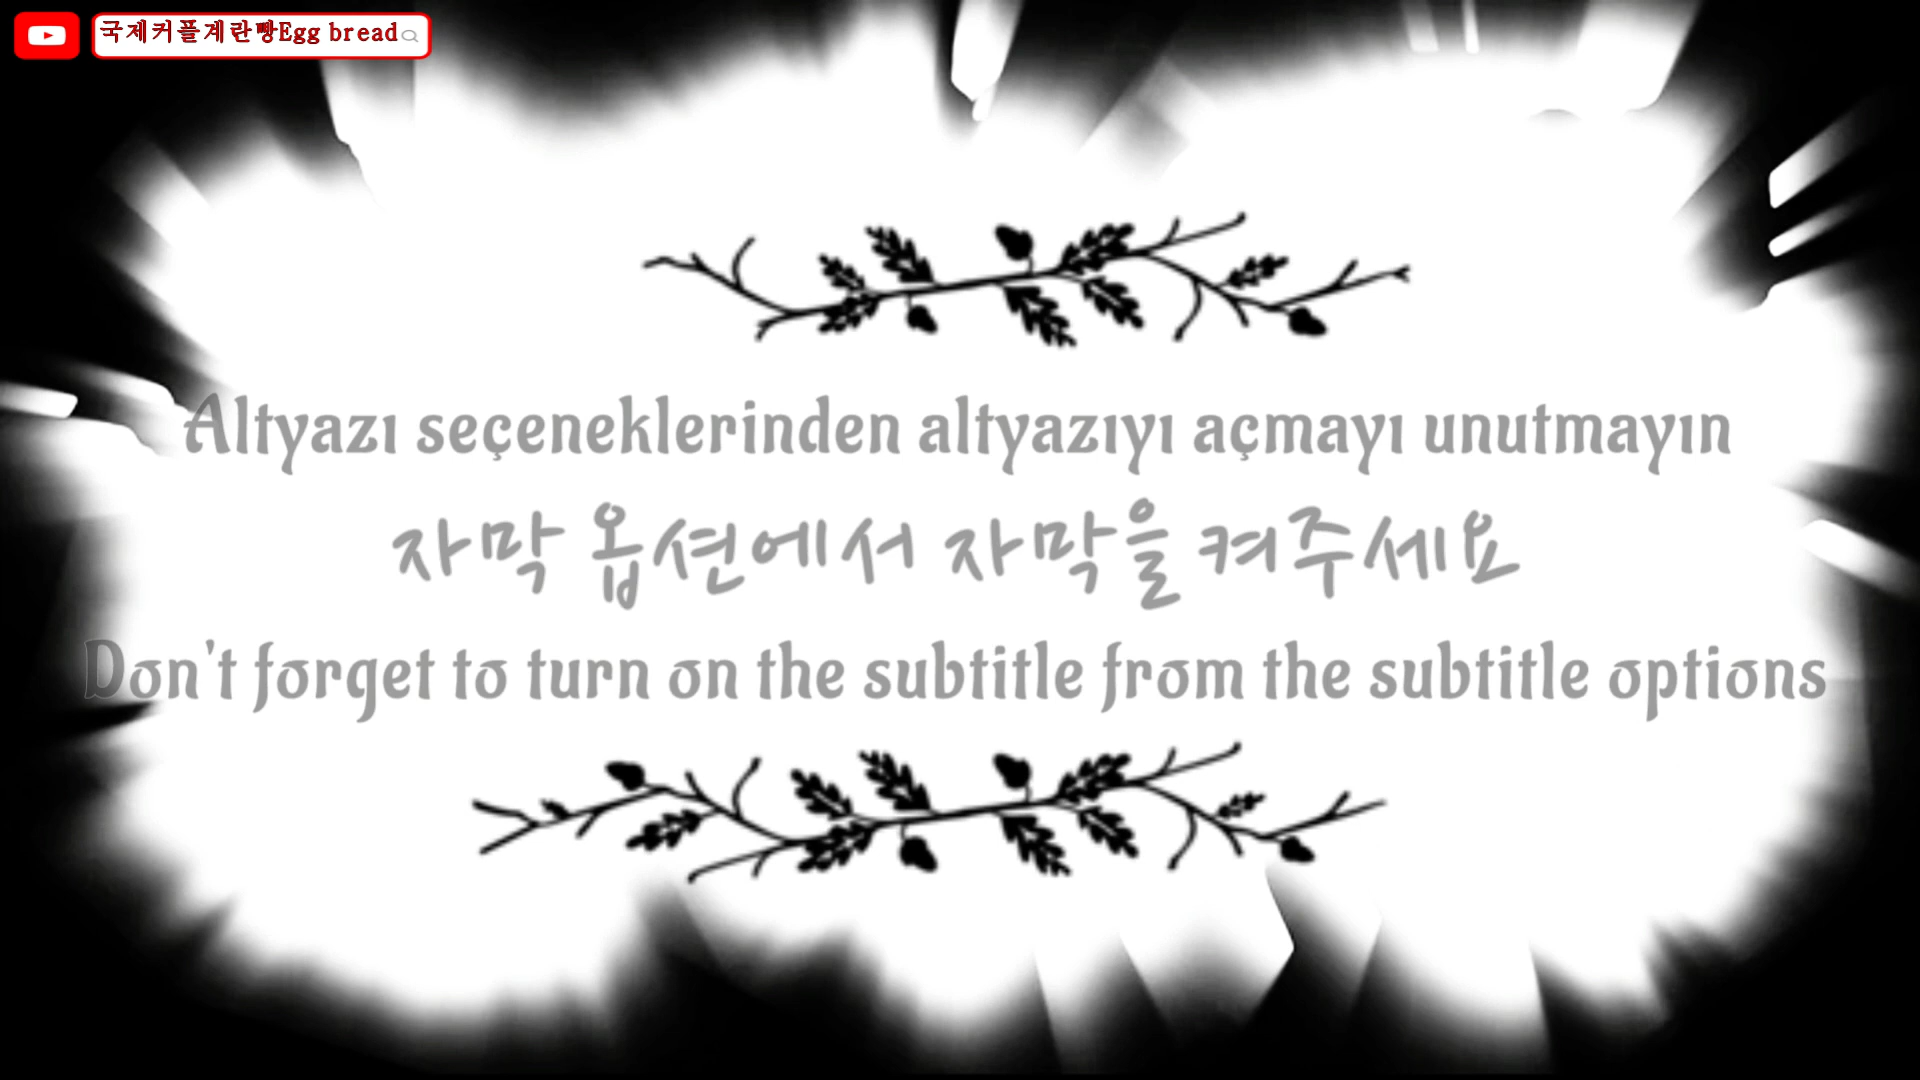 국제커플계란빵Egg bread
Altyazı seçeneklerinden altyazıyı açmayı unutmayın
자막 옵션에서 자막을 켜주세요
Don't forget to turn on the subtitle from the subtitle options